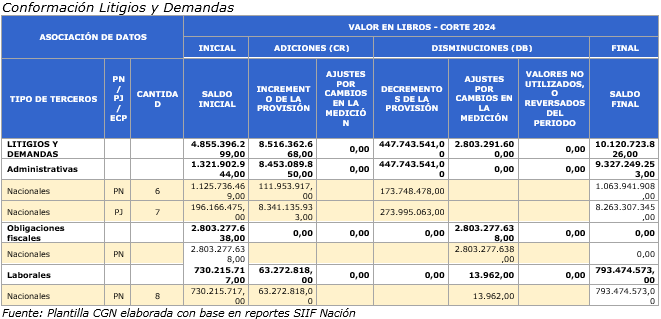 Conformación Litigios y Demandas
ASOCIACIÓN DE DATOS
VALOR EN LIBROS - CORTE 2024
INICIAL ADICIONES (CR) DISMINUCIONES (DB) FINAL
TIPO DE TERCEROS PN / PJ / ECP CANTIDA D SALDO INICIAL INCREMENT O DE LA PROVISIÓN AJUSTES POR CAMBIOS EN LA MEDICIÓ N DECREMENTO S DE LA PROVISIÓN AJUSTES POR CAMBIOS EN LA MEDICIÓN VALORES NO UTILIZADOS, O REVERSADOS DEL PERIODO SALDO FINAL
LITIGIOS Y DEMANDAS 4.855.396.2 99,00 8.516.362.6 68,00 0,00 447.743.541,0 0 2.803.291.60 0,00 0,00 10.120.723.8 26,00
Administrativas 1.321.902.9 44,00 8.453.089.8 50,00 0,00 447.743.541,0 0 0,00 0,00 9.327.249.2 53,00
Nacionales PN 6 1.125.736.46 9,00 111.953.917, 00 173.748.478,00 1.063.941.908 ,00
Nacionales PJ 7 196.166.475, 00 8.341.135.93 3,00 273.995.063,00 8.263.307.345 ,00
Obligaciones fiscales 2.803.277.6 38,00 0,00 0,00 0,00 2.803.277.63 8,00 0,00 0,00
Nacionales PN 2.803.277.63 8,00 2.803.277.638 ,00 0,00
Laborales 730.215.71 7,00 63.272.818, 00 0,00 0,00 13.962,00 0,00 793.474.573, 00
Nacionales PN 8 730.215.717, 00 63.272.818,0 0 13.962,00 793.474.573,0 0
Fuente: Plantilla CGN elaborada con base en reportes SIIF Nación